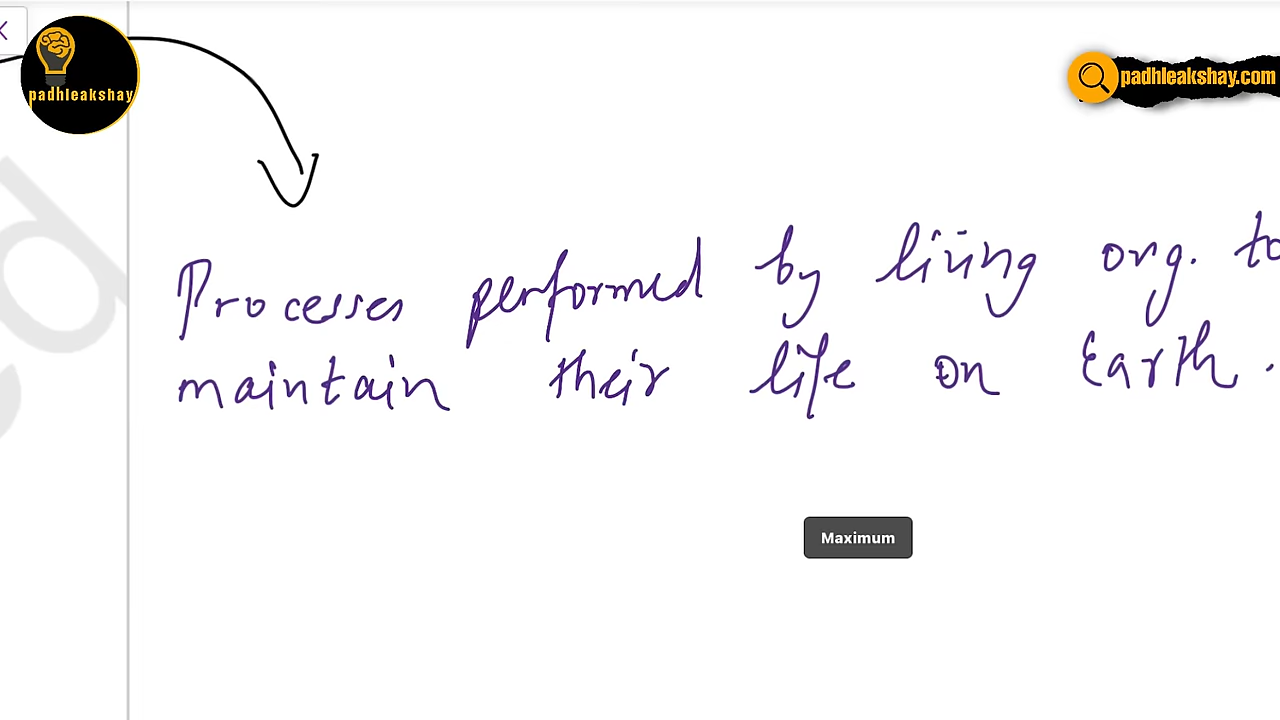 padhleakshay
padhleakshay.com
Processes performed by living org. to
maintain their life on Earth.
Maximum